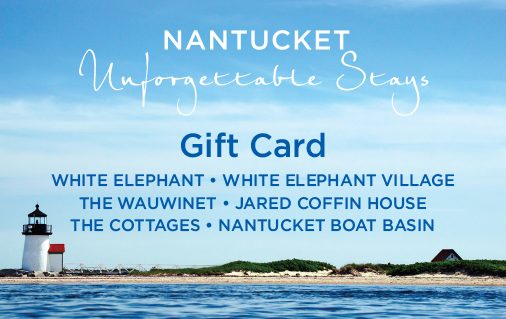 NANTUCKET
Unforgettable Stays
Gift Card
WHITE ELEPHANT • WHITE ELEPHANT VILLAGE
THE WAUWINET • JARED COFFIN HOUSE
THE COTTAGES • NANTUCKET BOAT BASIN